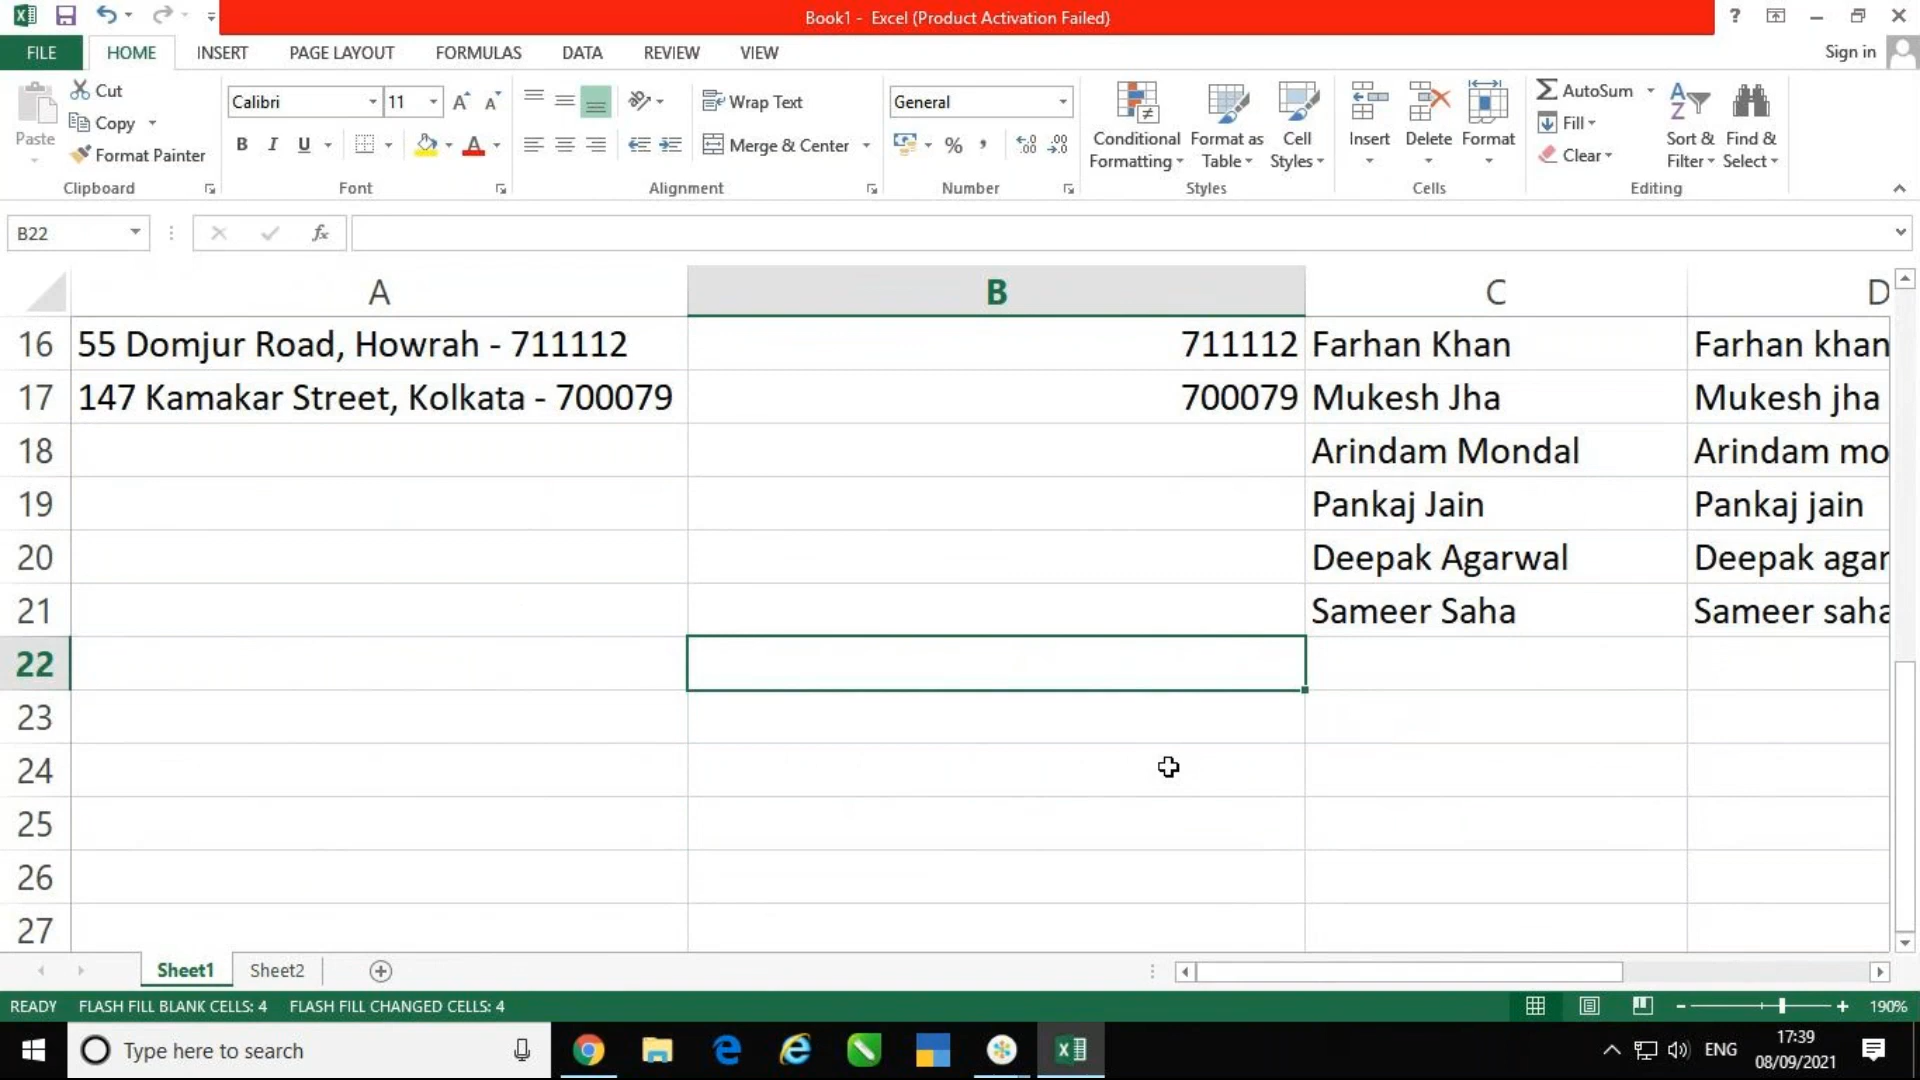 Book1 - Excel (Product Activation Failed)
?
FILE HOME INSERT PAGE LAYOUT FORMULAS DATA REVIEW VIEW
Sign in
Paste
Cut
Copy
Format Painter
Clipboard
Calibri 11
B I U
Font
Wrap Text
Merge & Center
Alignment
General
%
Number
Conditional Formatting
Format as Table
Cell Styles
Styles
Insert Delete Format
Cells
AutoSum
Fill
Clear
Sort & Filter
Find & Select
Editing
B22
fx
A B C D
16 55 Domjur Road, Howrah - 711112 711112 Farhan Khan Farhan khan
17 147 Kamakar Street, Kolkata - 700079 700079 Mukesh Jha Mukesh jha
18 Arindam Mondal Arindam mo
19 Pankaj Jain Pankaj jain
20 Deepak Agarwal Deepak agar
21 Sameer Saha Sameer saha
22
23
24
25
26
27
Sheet1 Sheet2
READY FLASH FILL BLANK CELLS: 4 FLASH FILL CHANGED CELLS: 4
190%
Type here to search
ENG
17:39
08/09/2021